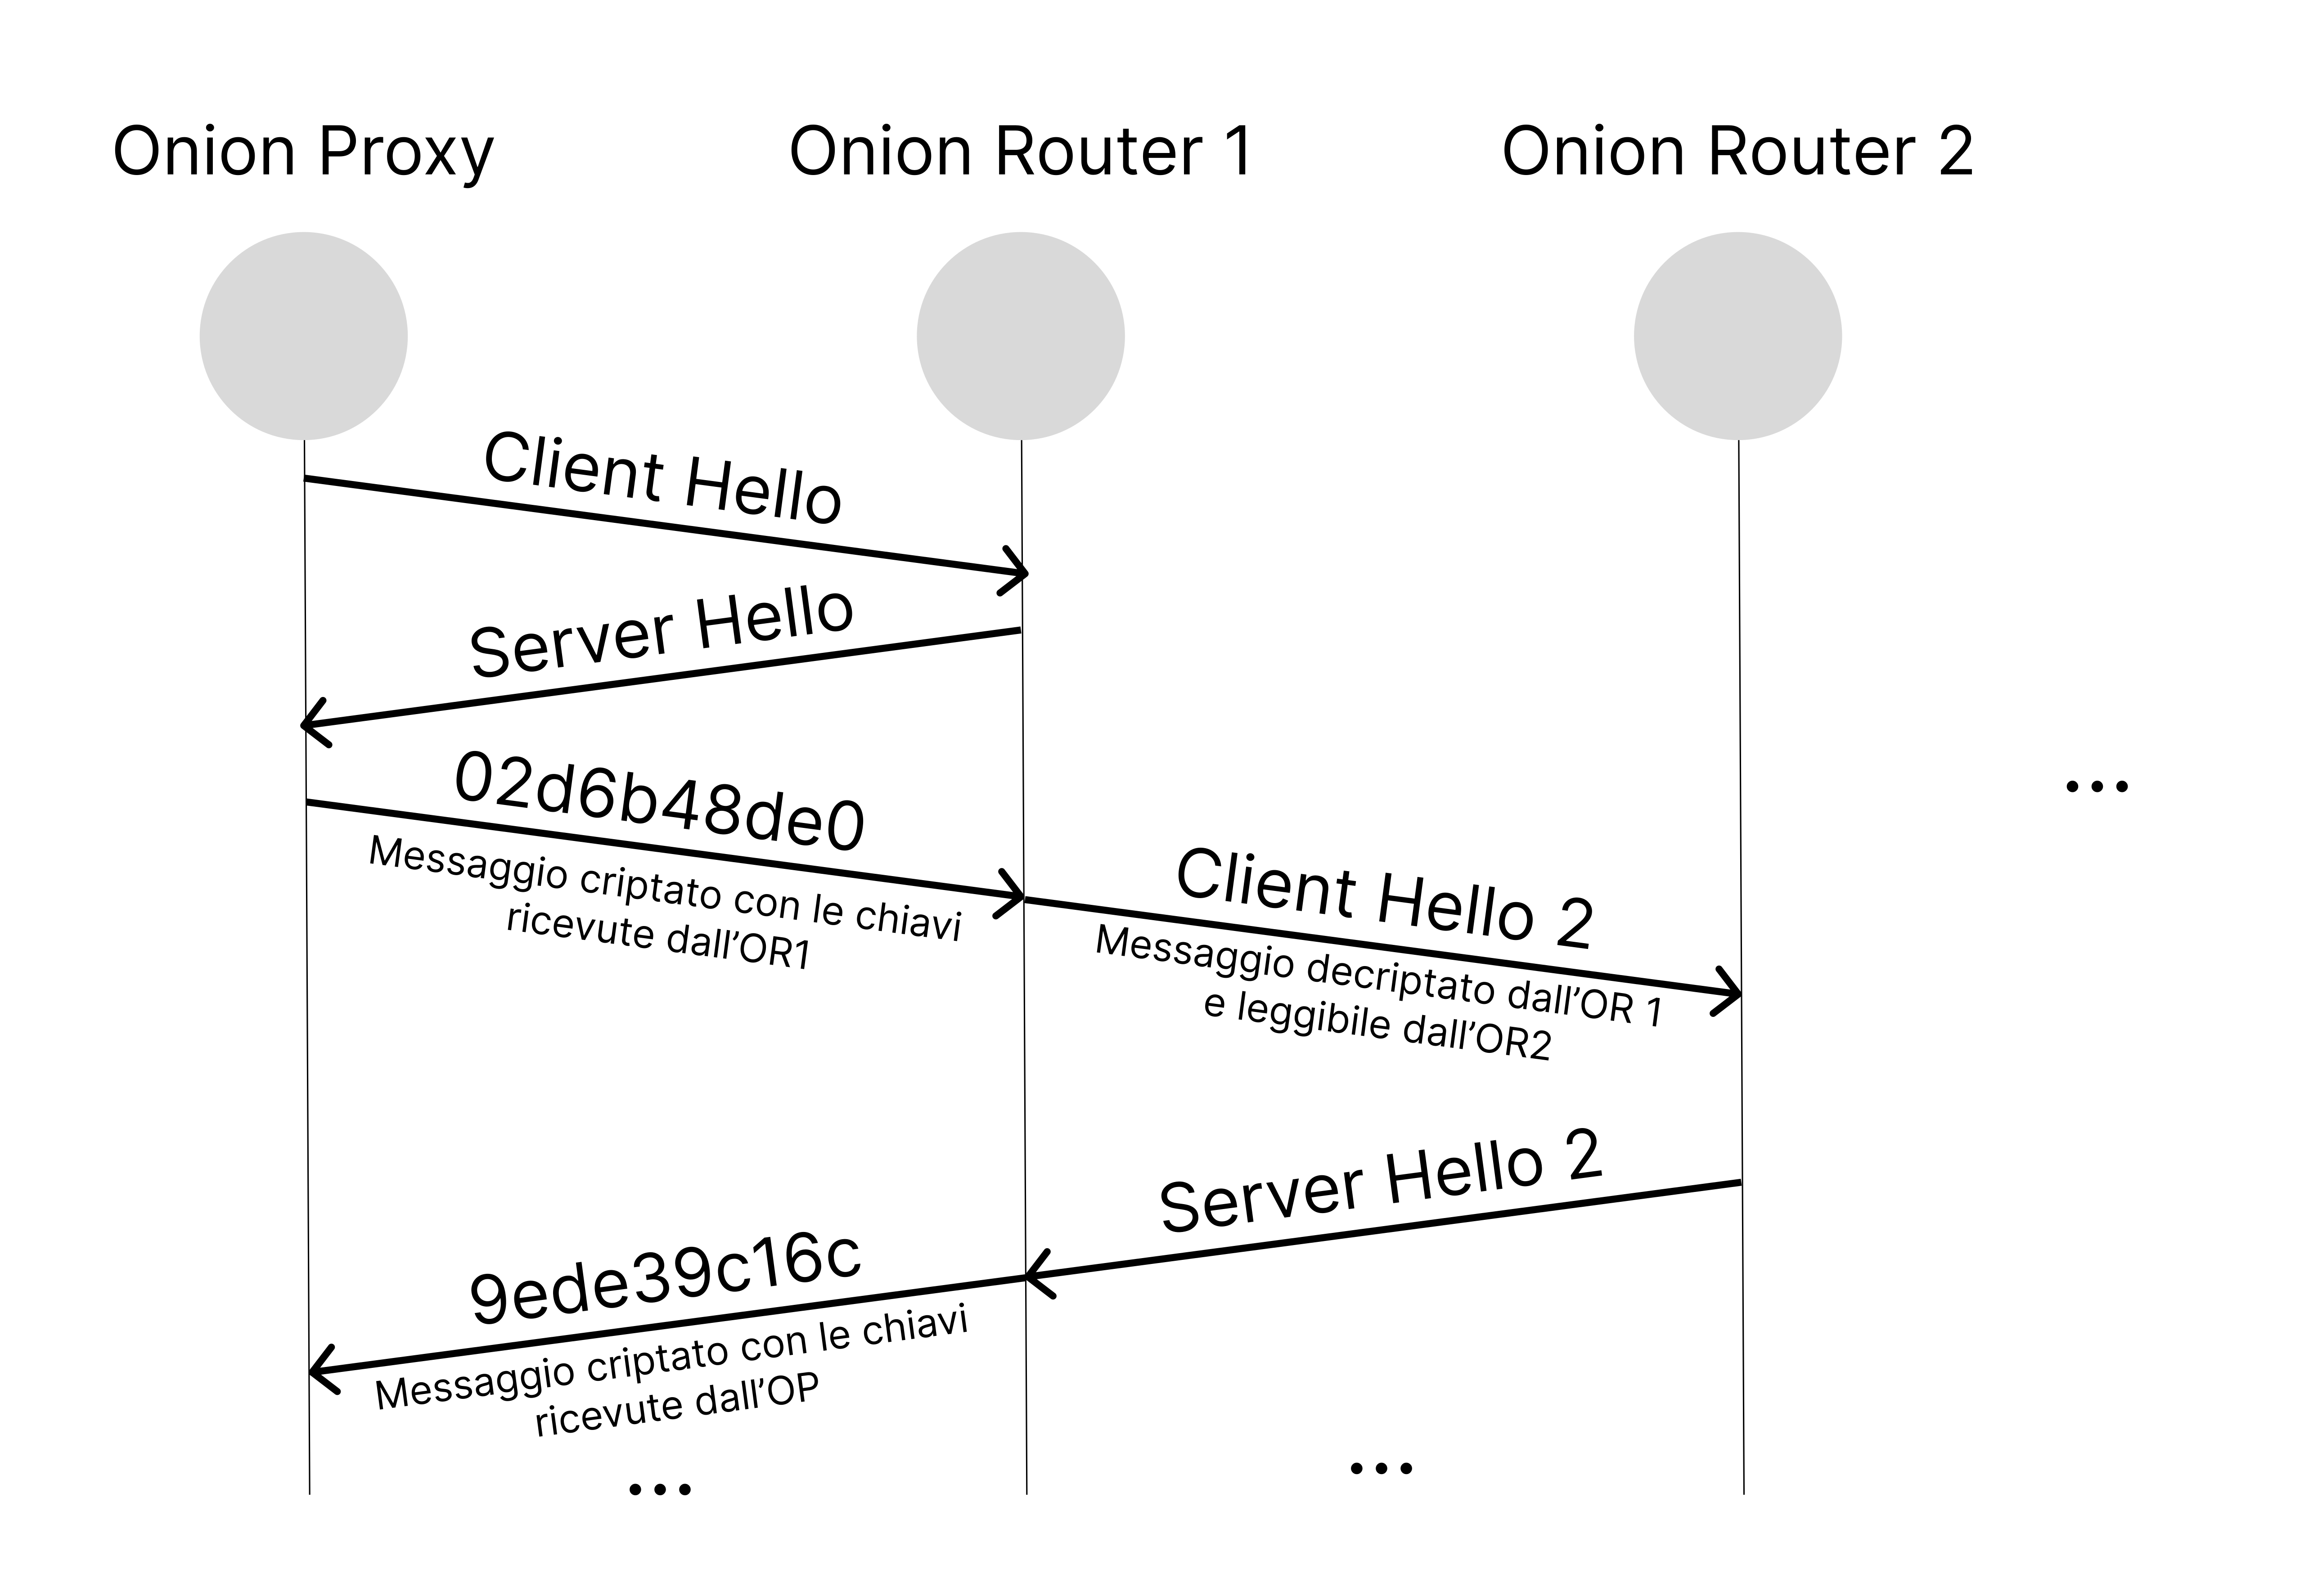 Onion Proxy
Onion Router 1
Onion Router 2
Client Hello
Server Hello
02d6b48de0
Messaggio criptato con le chiavi
ricevute dall’OR1
Client Hello 2
Messaggio decriptato dall’OR 1
e leggibile dall’OR2
...
Server Hello 2
9ede39c16c
Messaggio criptato con le chiavi
ricevute dall’OP
...
...